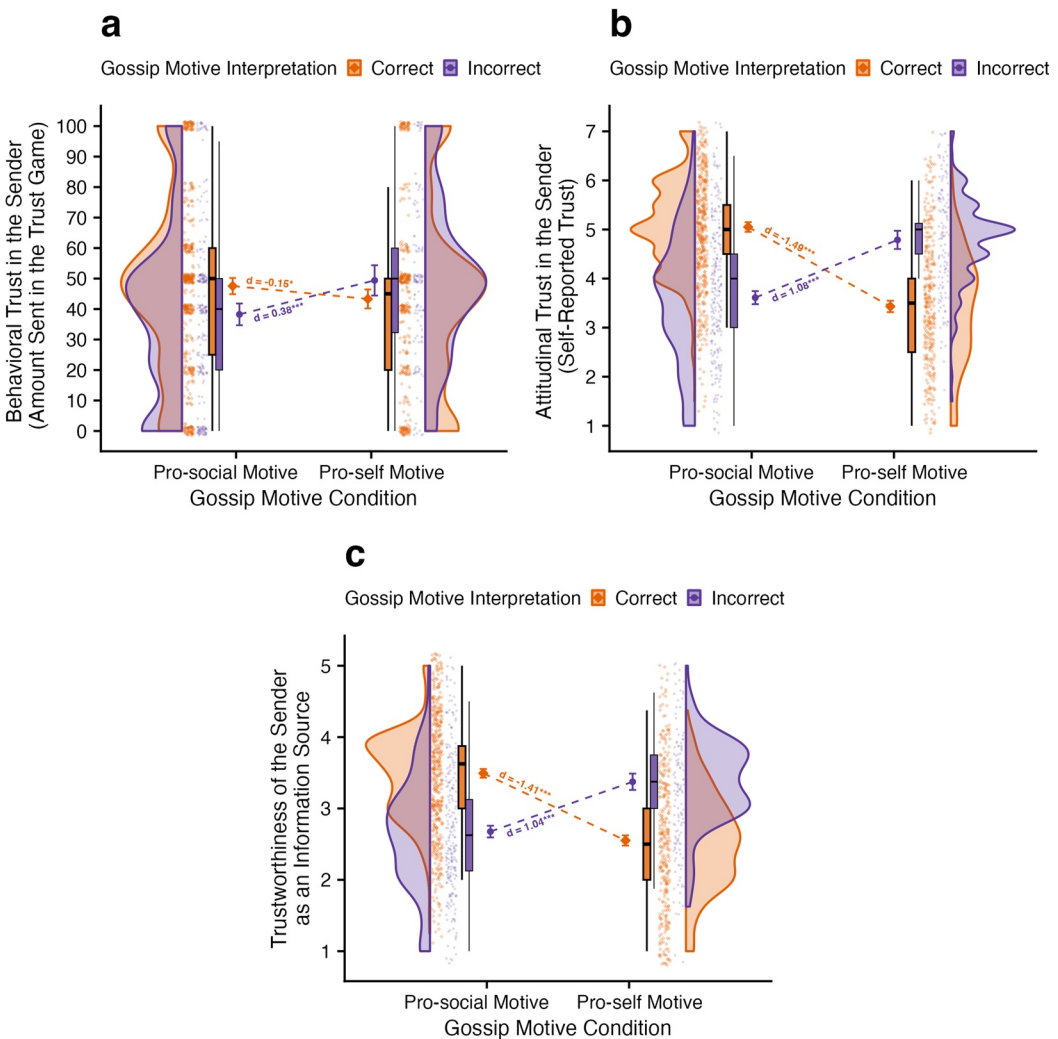 a
Gossip Motive Interpretation Correct Incorrect
Behavioral Trust in the Sender
(Amount Sent in the Trust Game)
100
90
80
70
60
50
40
30
20
10
0
d = -0.15*
d = 0.38***
Pro-social Motive Pro-self Motive
Gossip Motive Condition
b
Gossip Motive Interpretation Correct Incorrect
Attitudinal Trust in the Sender
(Self-Reported Trust)
7
6
5
4
3
2
1
d = -1.49***
d = 1.08***
Pro-social Motive Pro-self Motive
Gossip Motive Condition
c
Gossip Motive Interpretation Correct Incorrect
Trustworthiness of the Sender
as an Information Source
5
4
3
2
1
d = -1.41***
d = 1.04***
Pro-social Motive Pro-self Motive
Gossip Motive Condition